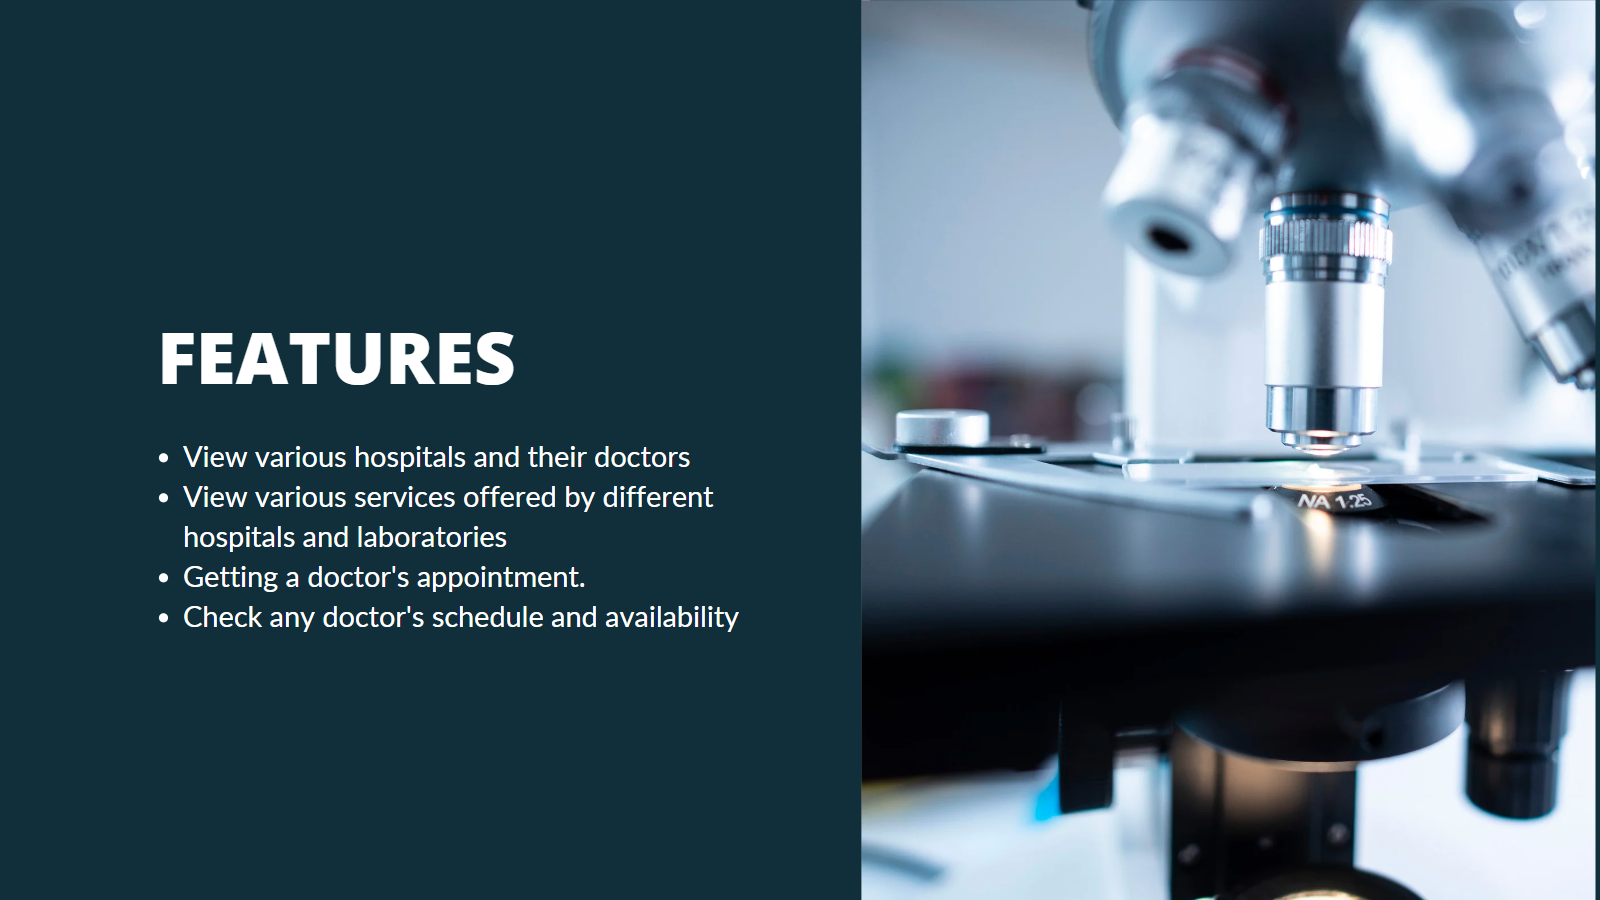 FEATURES
• View various hospitals and their doctors
• View various services offered by different
hospitals and laboratories
• Getting a doctor's appointment.
• Check any doctor's schedule and availability
NA 1.25